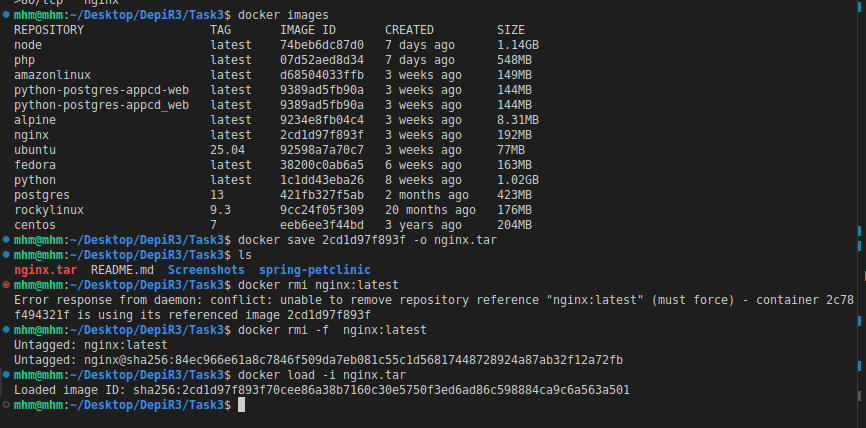 >80/tcp   nginx
mhm@mhm:~/Desktop/DepiR3/Task3$ docker images
REPOSITORY                  TAG       IMAGE ID       CREATED         SIZE
node                        latest    74beb6dc87d0   7 days ago      1.14GB
php                         latest    07d52aed8d34   7 days ago      548MB
amazonlinux                 latest    d68504033ffb   3 weeks ago     149MB
python-postgres-appcd-web   latest    9389ad5fb90a   3 weeks ago     144MB
python-postgres-appcd_web   latest    9389ad5fb90a   3 weeks ago     144MB
alpine                      latest    9234e8fb04c4   3 weeks ago     8.31MB
nginx                       latest    2cd1d97f893f   3 weeks ago     192MB
ubuntu                      25.04     92598a7a70c7   3 weeks ago     77MB
fedora                      latest    38200c0ab6a5   6 weeks ago     163MB
python                      latest    1c1dd43eba26   8 weeks ago     1.02GB
postgres                    13        421fb327f5ab   2 months ago    423MB
rockylinux                  9.3       9cc24f05f309   20 months ago   176MB
centos                      7         eeb6ee3f44bd   3 years ago     204MB
mhm@mhm:~/Desktop/DepiR3/Task3$ docker save 2cd1d97f893f -o nginx.tar
mhm@mhm:~/Desktop/DepiR3/Task3$ ls
nginx.tar  README.md  Screenshots  spring-petclinic
mhm@mhm:~/Desktop/DepiR3/Task3$ docker rmi nginx:latest
Error response from daemon: conflict: unable to remove repository reference "nginx:latest" (must force) - container 2c78
f494321f is using its referenced image 2cd1d97f893f
mhm@mhm:~/Desktop/DepiR3/Task3$ docker rmi -f  nginx:latest
Untagged: nginx:latest
Untagged: nginx@sha256:84ec966e61a8c7846f509da7eb081c55c1d56817448728924a87ab32f12a72fb
mhm@mhm:~/Desktop/DepiR3/Task3$ docker load -i nginx.tar
Loaded image ID: sha256:2cd1d97f893f70cee86a38b7160c30e5750f3ed6ad86c598884ca9c6a563a501
mhm@mhm:~/Desktop/DepiR3/Task3$